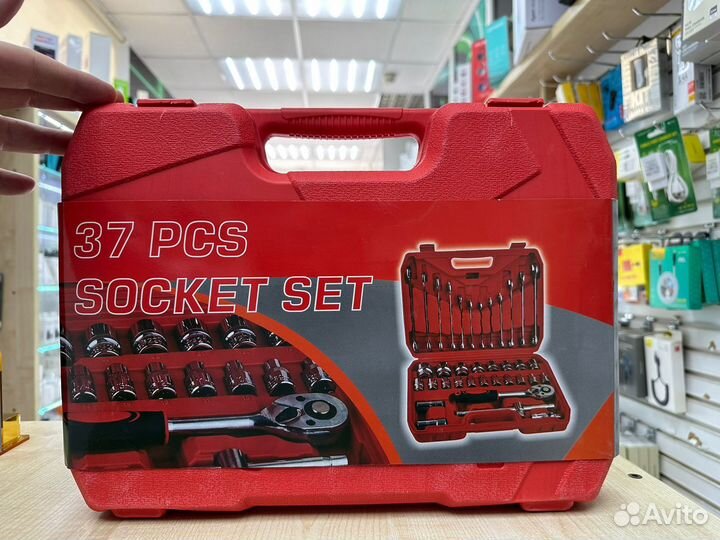 37 PCS
SOCKET SET
Avito